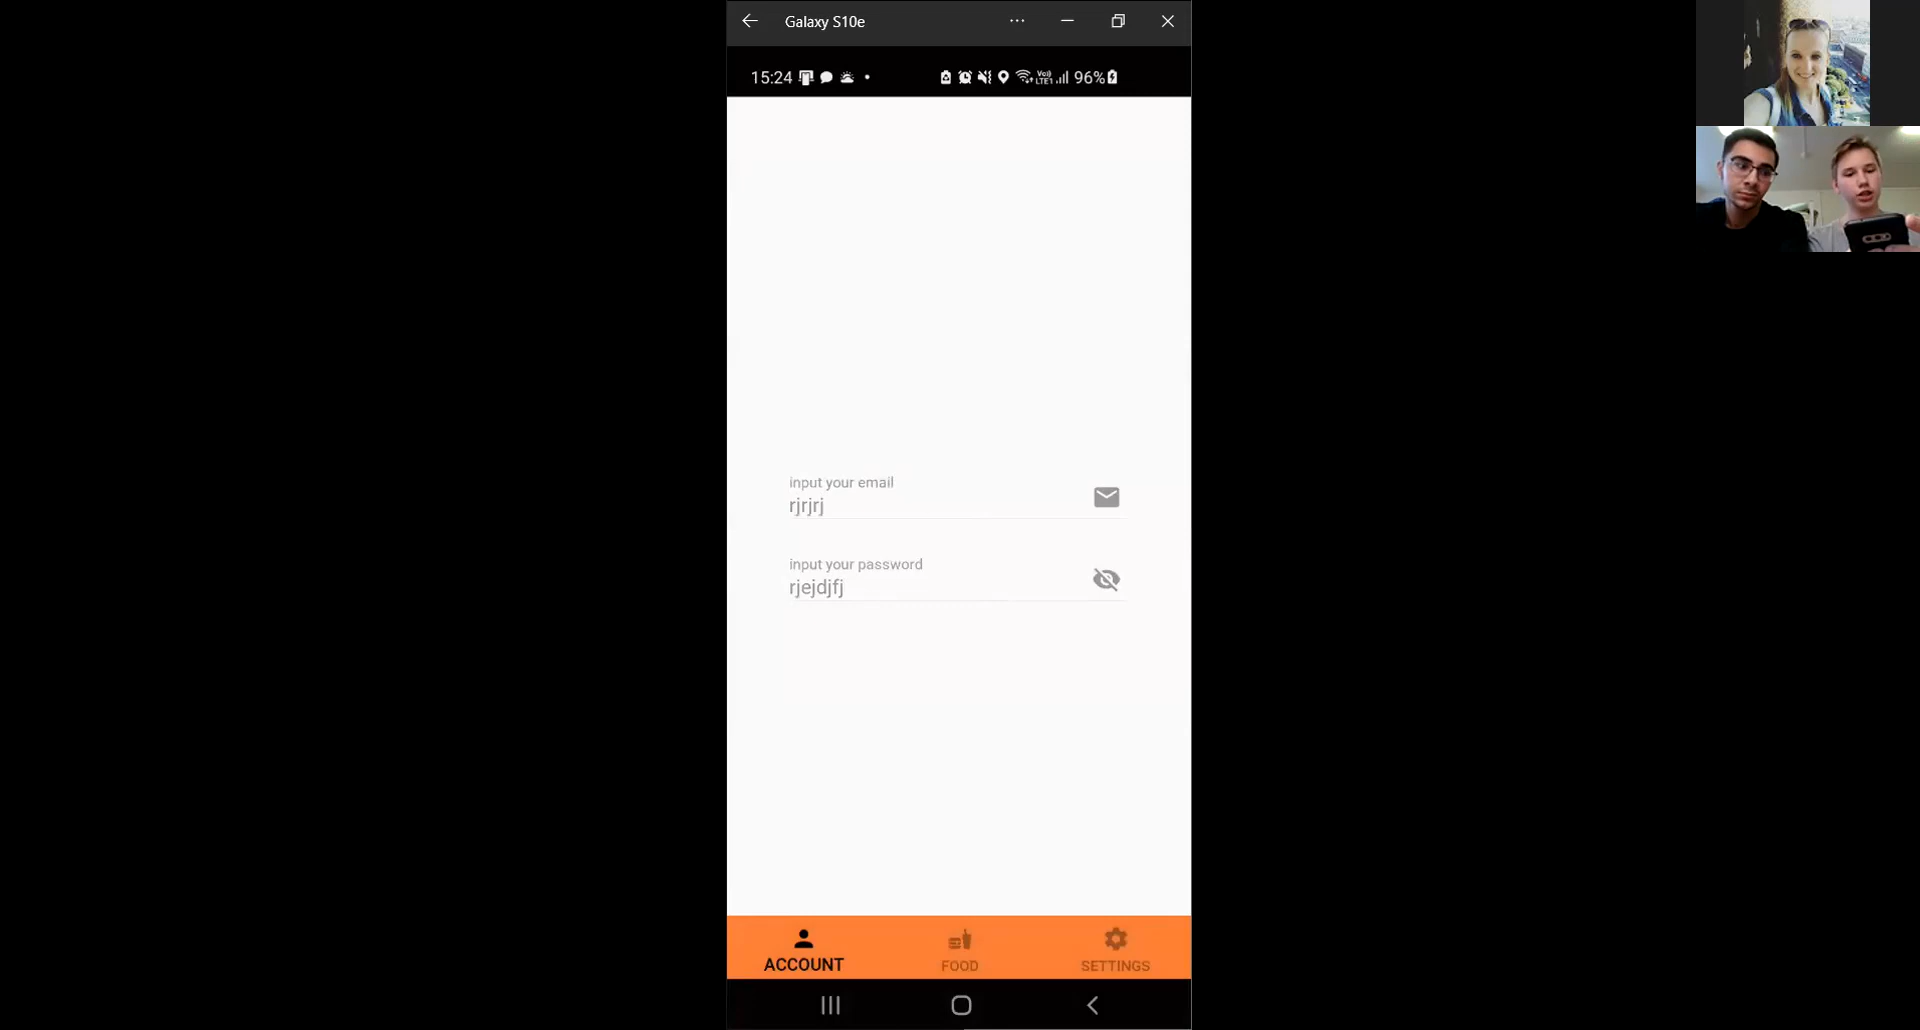 Galaxy S10e
15:24
96%
input your email
rjrjrj
input your password
rjejdjfj
ACCOUNT
FOOD
SETTINGS